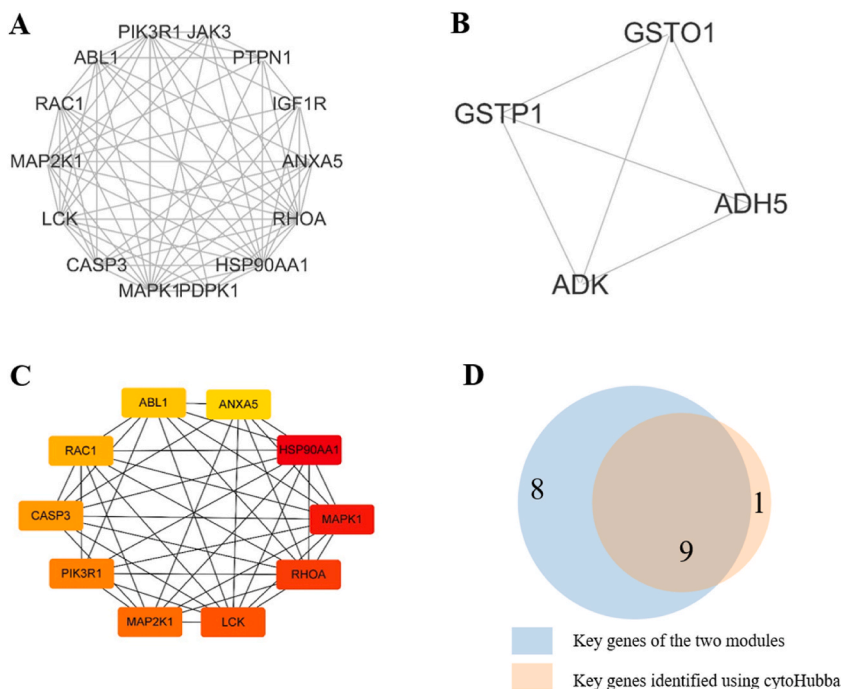 A
PIK3R1 JAK3
ABL1
PTPN1
RAC1
IGF1R
MAP2K1
ANXA5
LCK
RHOA
CASP3
HSP90AA1
MAPK1 PDPK1
B
GSTO1
GSTP1
ADH5
ADK
C
ABL1
ANXA5
RAC1
HSP90AA1
CASP3
MAPK1
PIK3R1
RHOA
MAP2K1
LCK
D
8
1
9
Key genes of the two modules
Key genes identified using cytoHubba